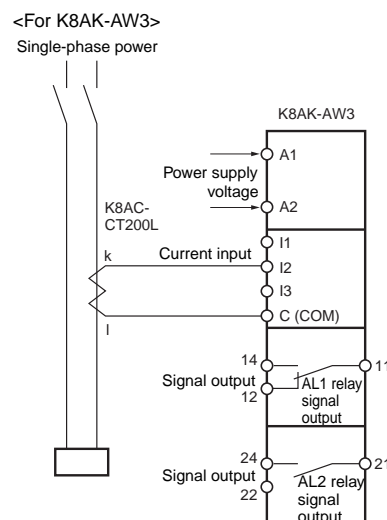 <For K8AK-AW3>
Single-phase power
K8AK-AW3
A1
Power supply
voltage
A2
K8AC-
CT200L
I1
k
Current input
I2
I3
C (COM)
l
14
11
Signal output
12
AL1 relay
signal
output
24
21
Signal output
22
AL2 relay
signal
output